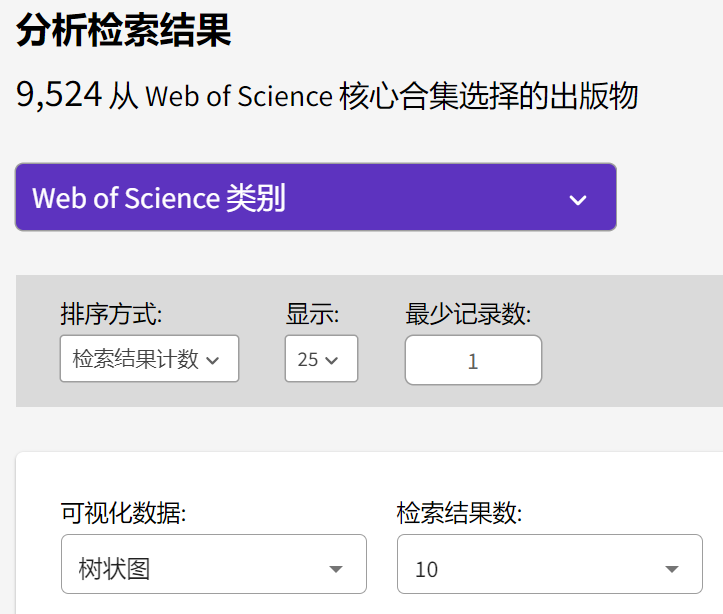 分析检索结果
9,524 从 Web of Science 核心合集选择的出版物
Web of Science 类别
排序方式: 显示: 最少记录数:
检索结果计数 25 1
可视化数据: 检索结果数:
树状图 10